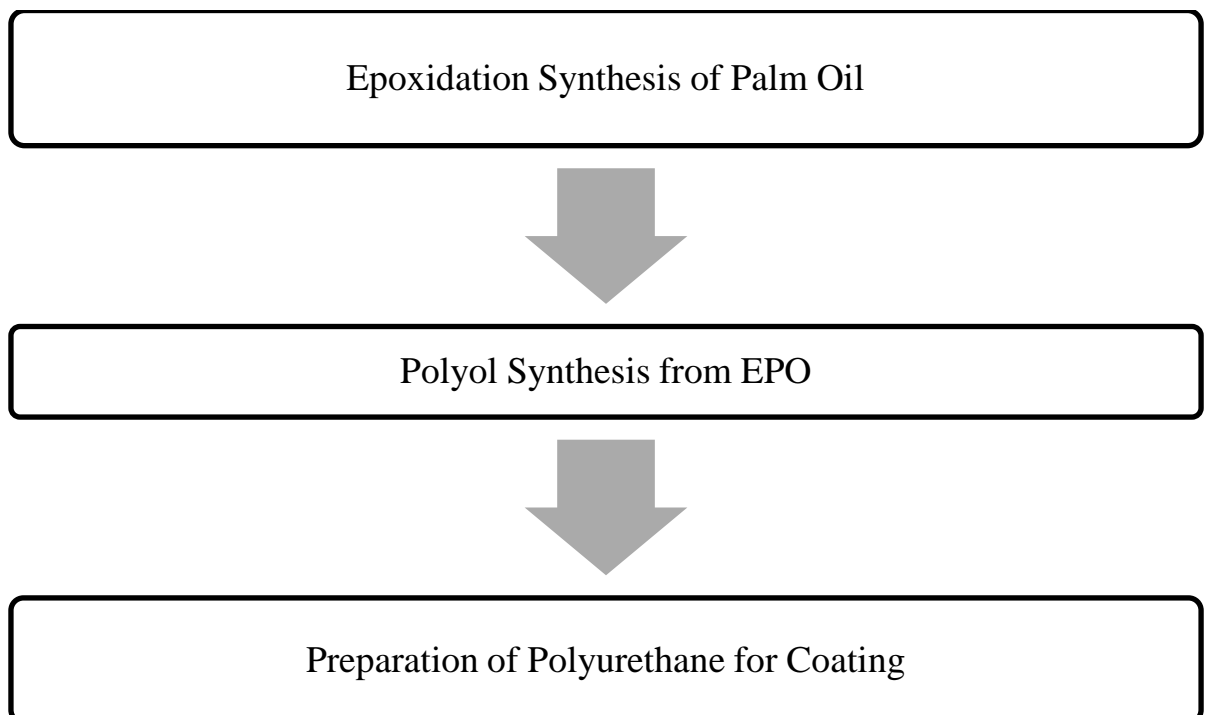 Epoxidation Synthesis of Palm Oil
Polyol Synthesis from EPO
Preparation of Polyurethane for Coating